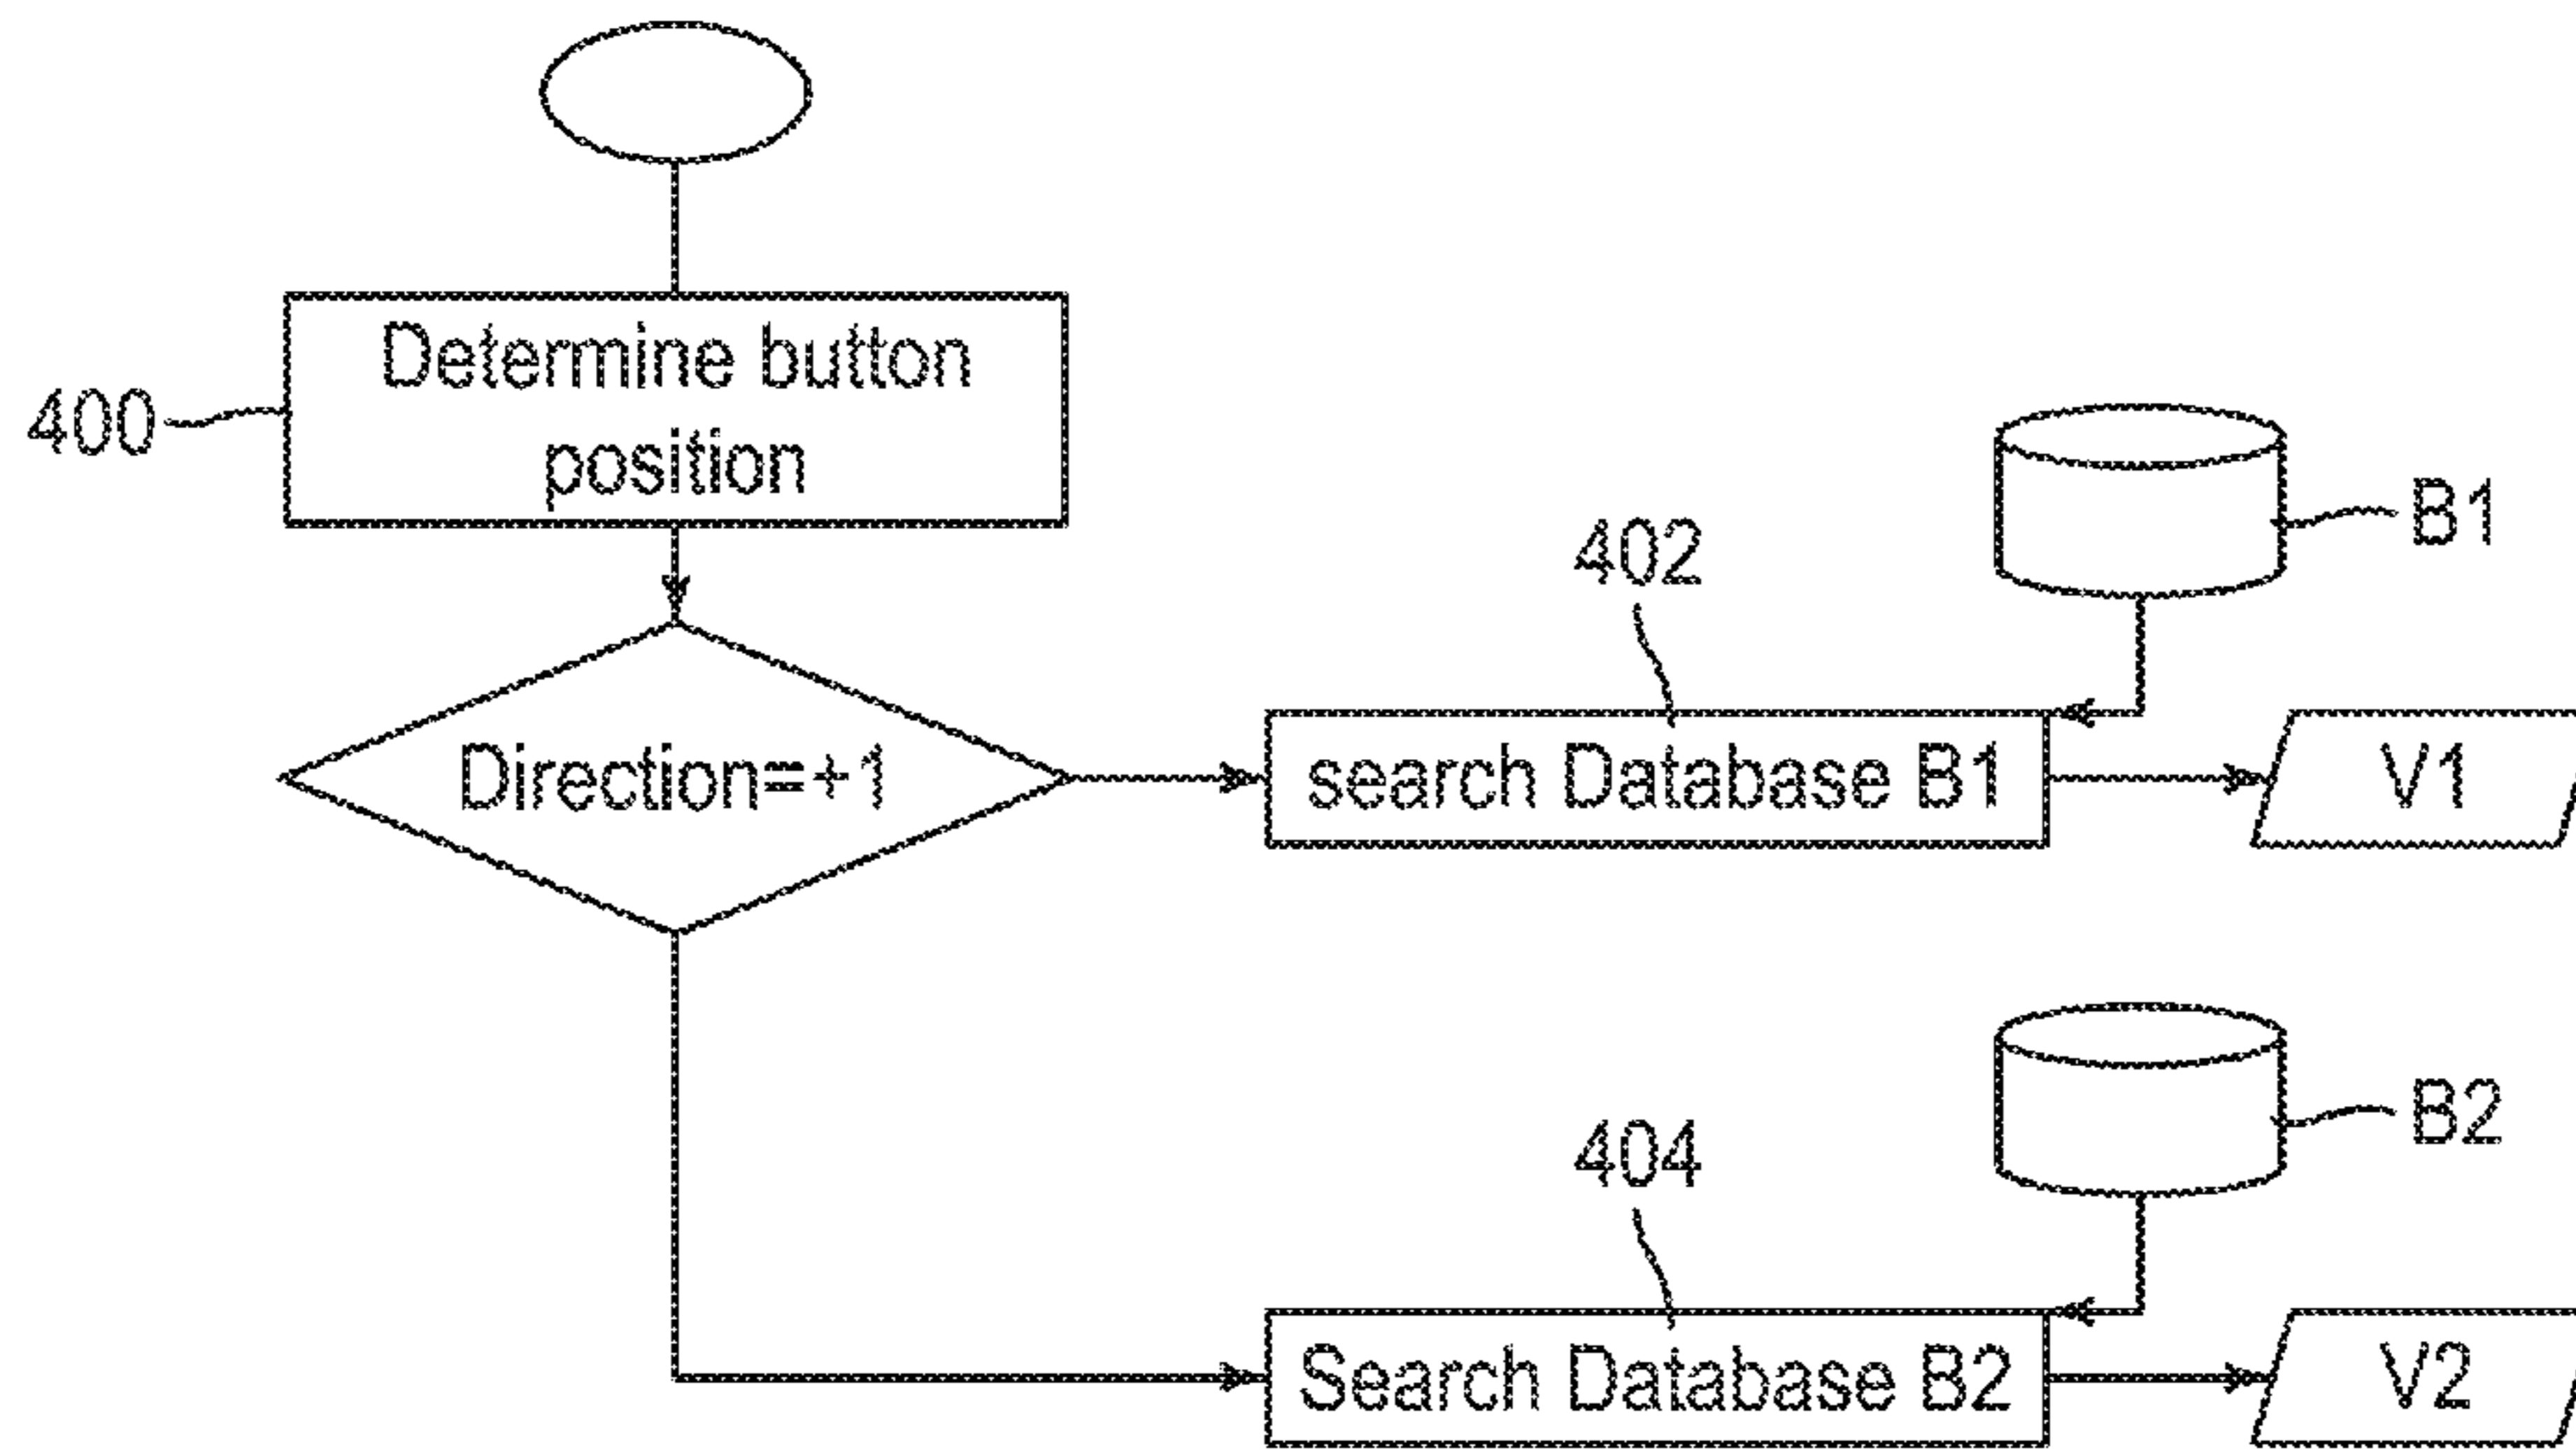 Determine button
position
400
B1
402
Direction=+1
search Database B1
V1
B2
404
Search Database B2
V2